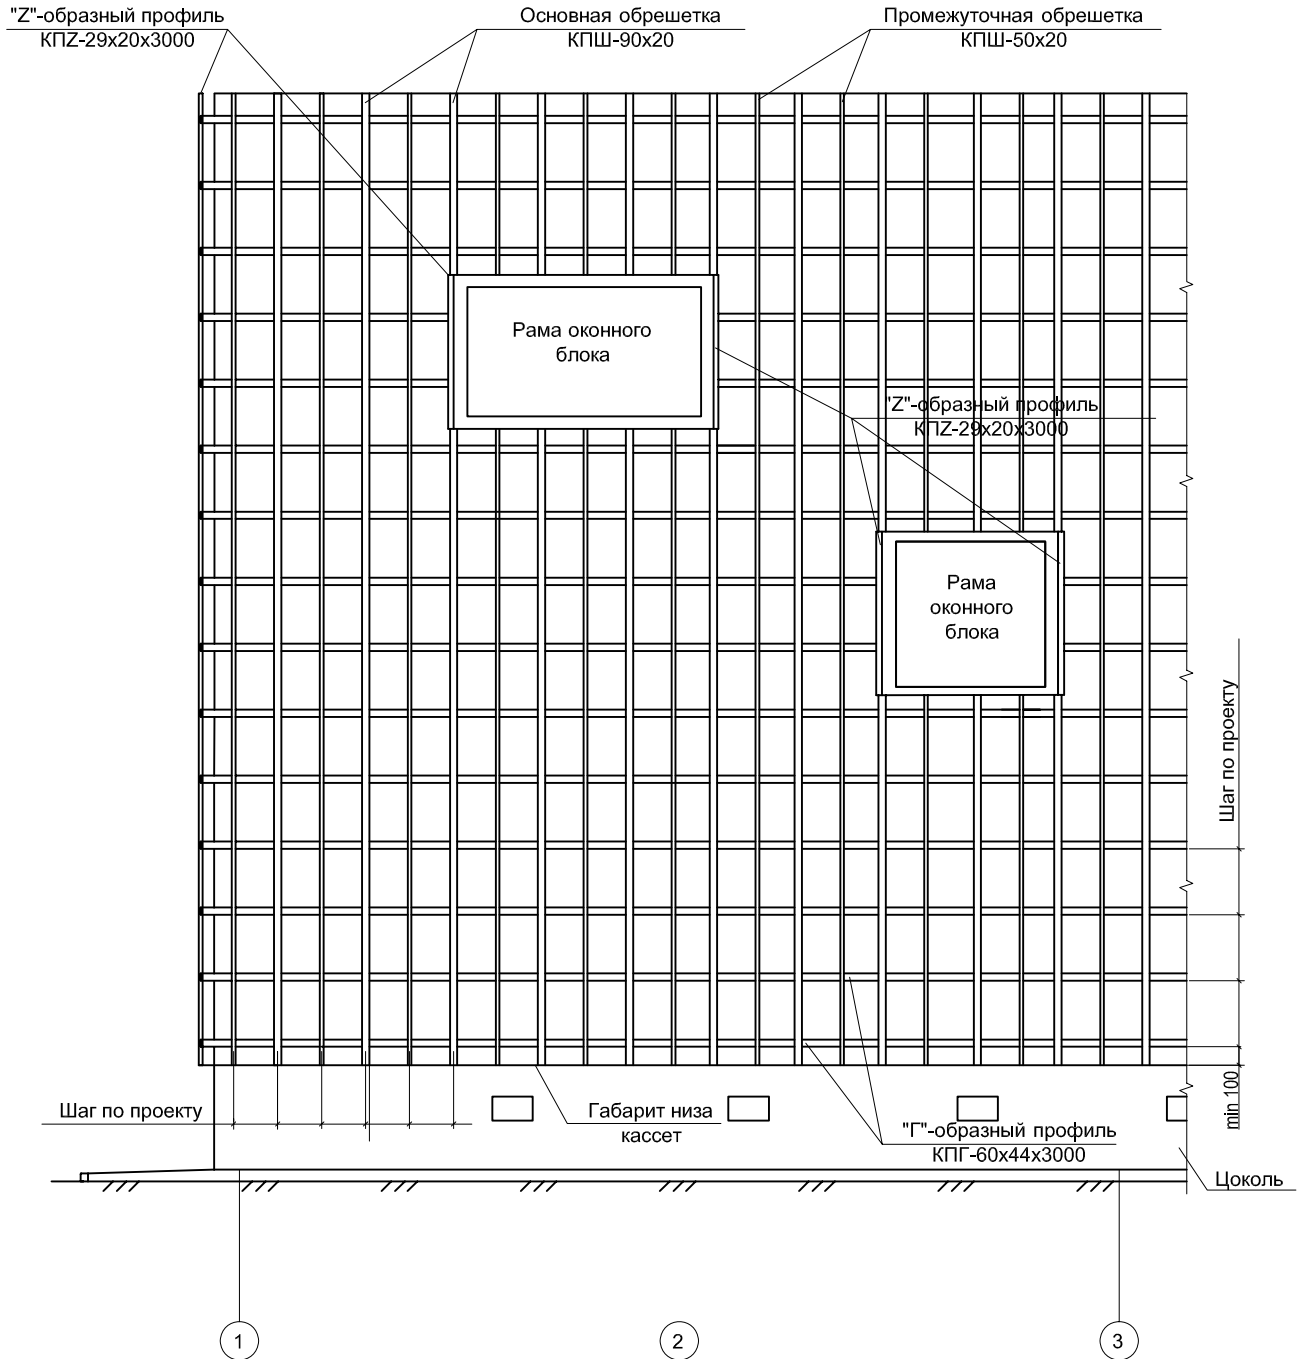 "Z"-образный профиль
КПZ-29х20х3000
Основная обрешетка
КПШ-90х20
Промежуточная обрешетка
КПШ-50х20
Рама оконного
блока
"Z"-образный профиль
КПZ-29х20х3000
Рама
оконного
блока
Шаг по проекту
min 100
Шаг по проекту
Габарит низа
кассет
"Г"-образный профиль
КПГ-60х44х3000
Цоколь
1
2
3